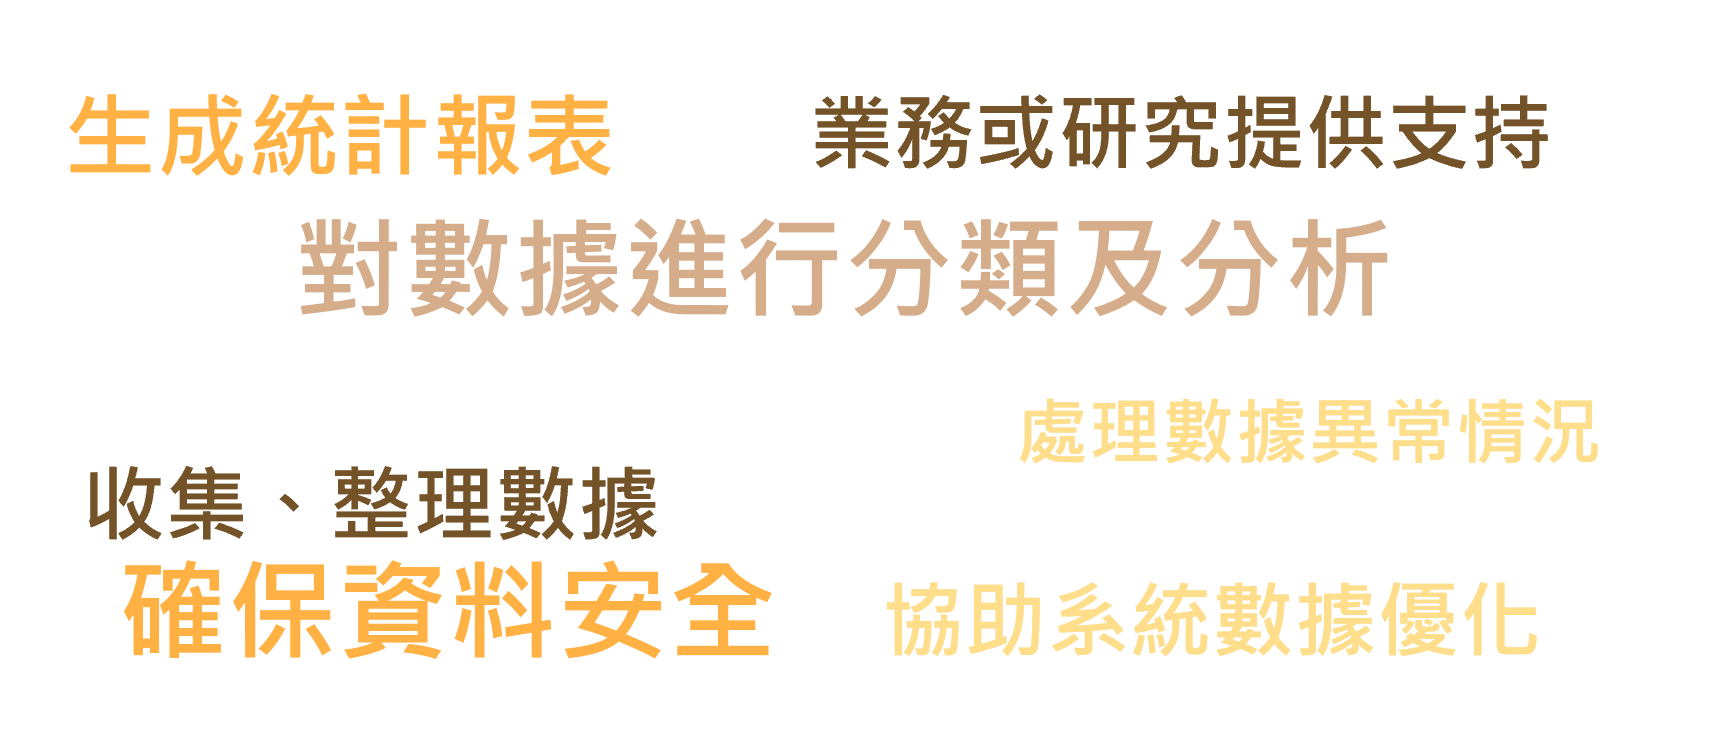 生成統計報表
業務或研究提供支持
對數據進行分類及分析
處理數據異常情況
收集、整理數據
確保資料安全
協助系統數據優化